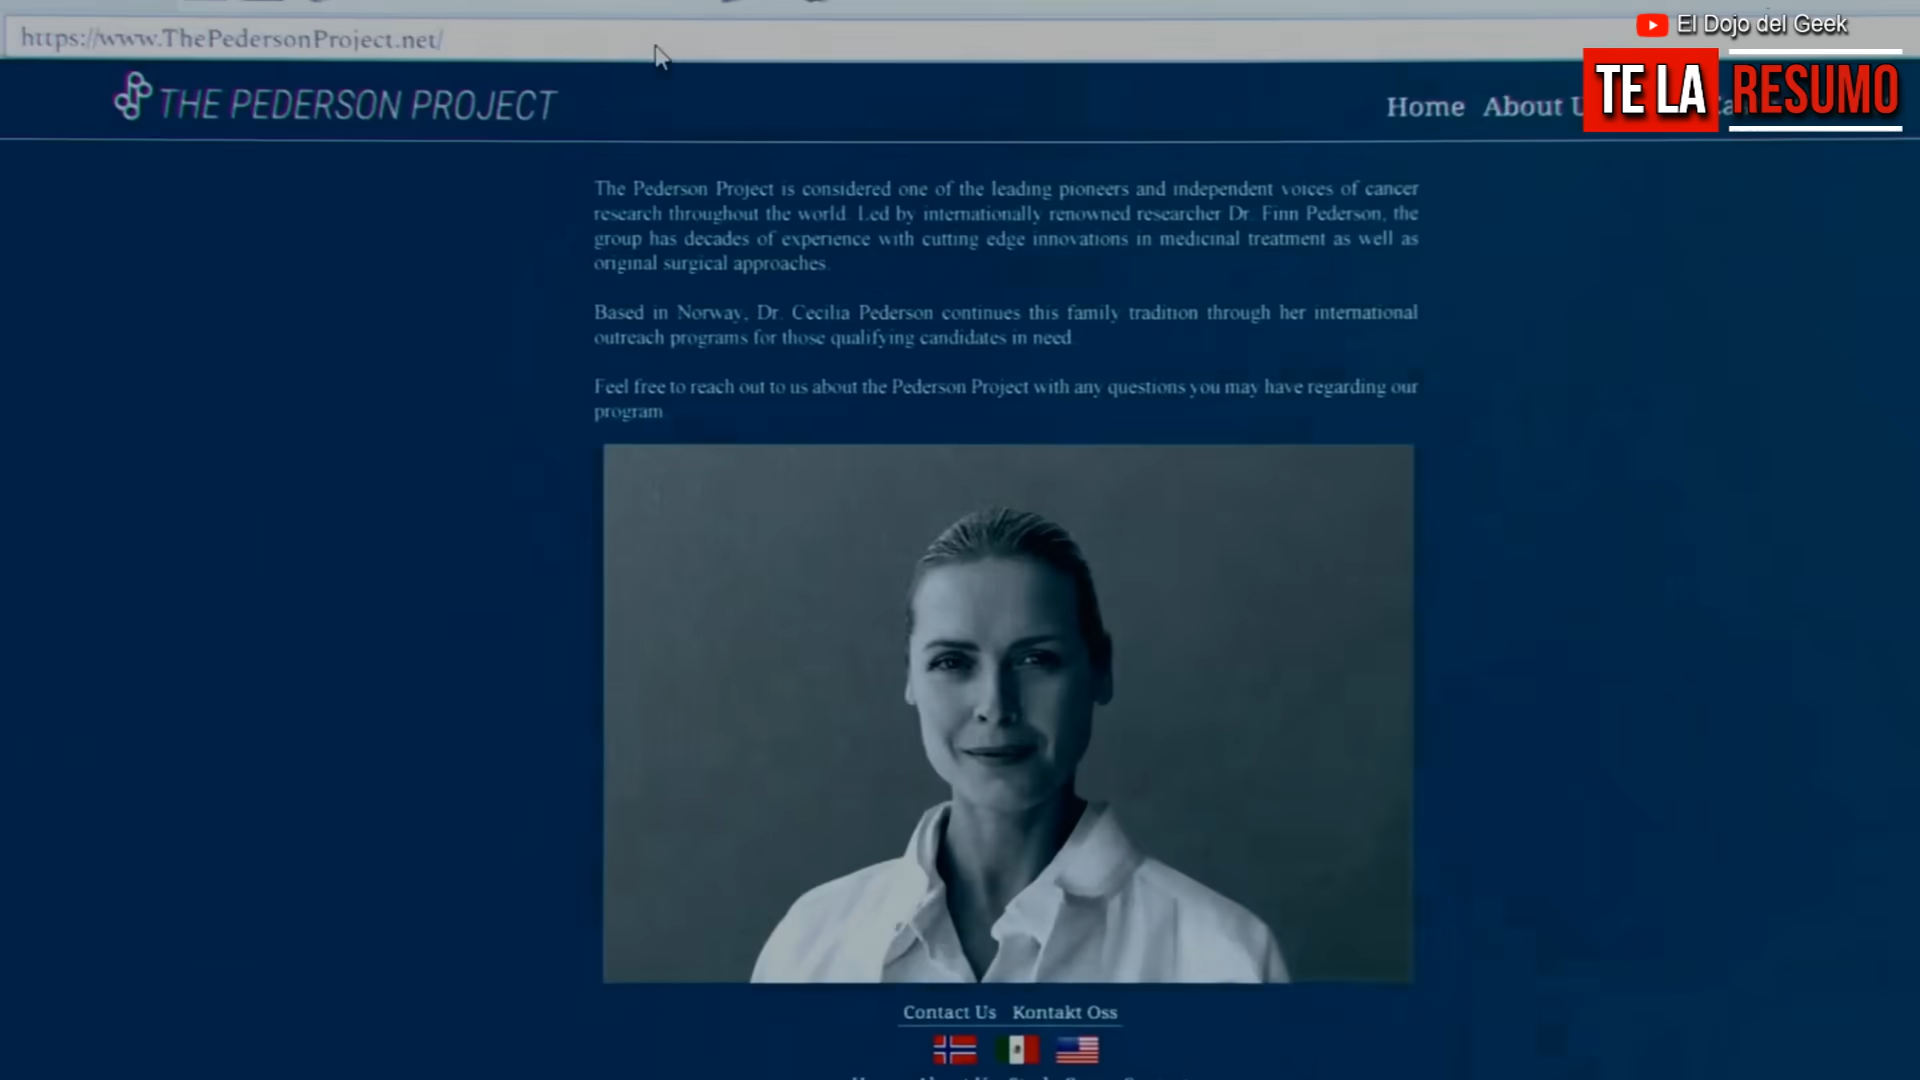 https://www.ThePedersonProject.net/
El Dojo del Geek
TE LA RESUMO
THE PEDERSON PROJECT
Home About
The Pederson Project is considered one of the leading pioneers and independent voices of cancer
research throughout the world. Led by internationally renowned researcher Dr. Finn Pederson, the
group has decades of experience with cutting edge innovations in medicinal treatment as well as
original surgical approaches.
Based in Norway, Dr. Cecilia Pederson continues this family tradition through her international
outreach programs for those qualifying candidates in need.
Feel free to reach out to us about the Pederson Project with any questions you may have regarding our
program.
Contact Us Kontakt Oss